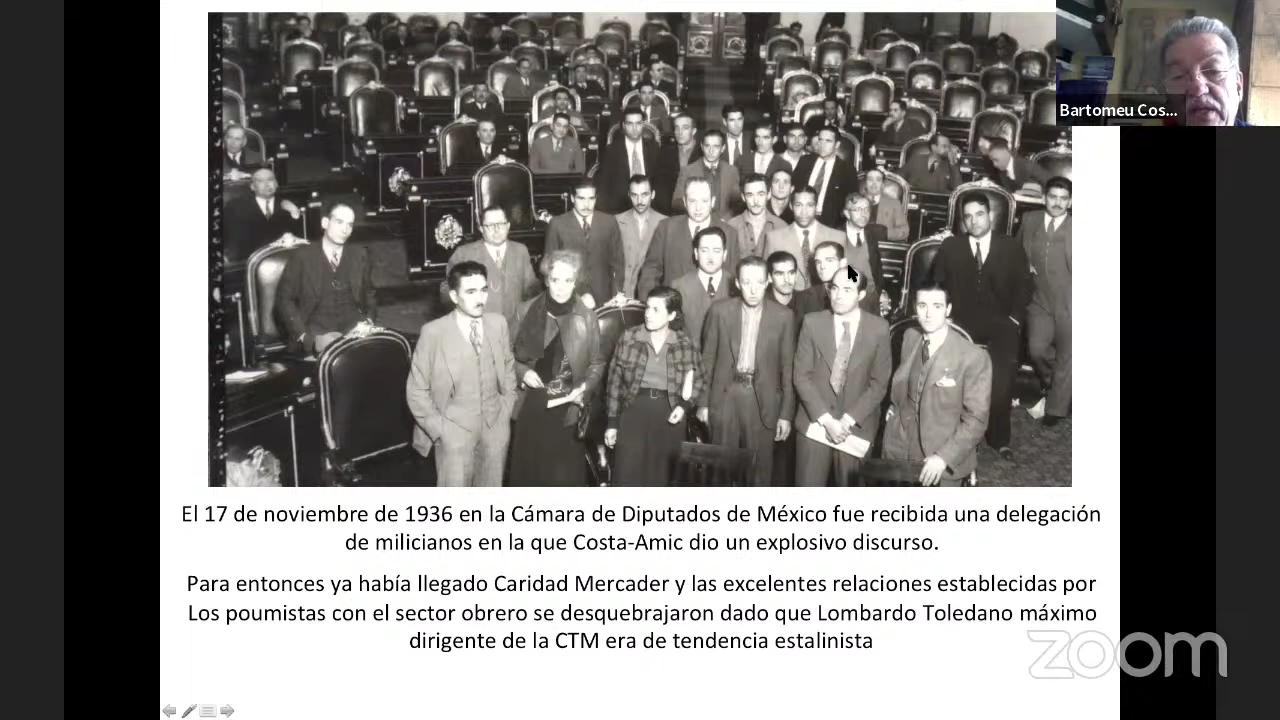 Bartomeu Cos...
El 17 de noviembre de 1936 en la Cámara de Diputados de México fue recibida una delegación
de milicianos en la que Costa-Amic dio un explosivo discurso.
Para entonces ya había llegado Caridad Mercader y las excelentes relaciones establecidas por
Los poumistas con el sector obrero se desquebrajaron dado que Lombardo Toledano máximo
dirigente de la CTM era de tendencia estalinista
zoom